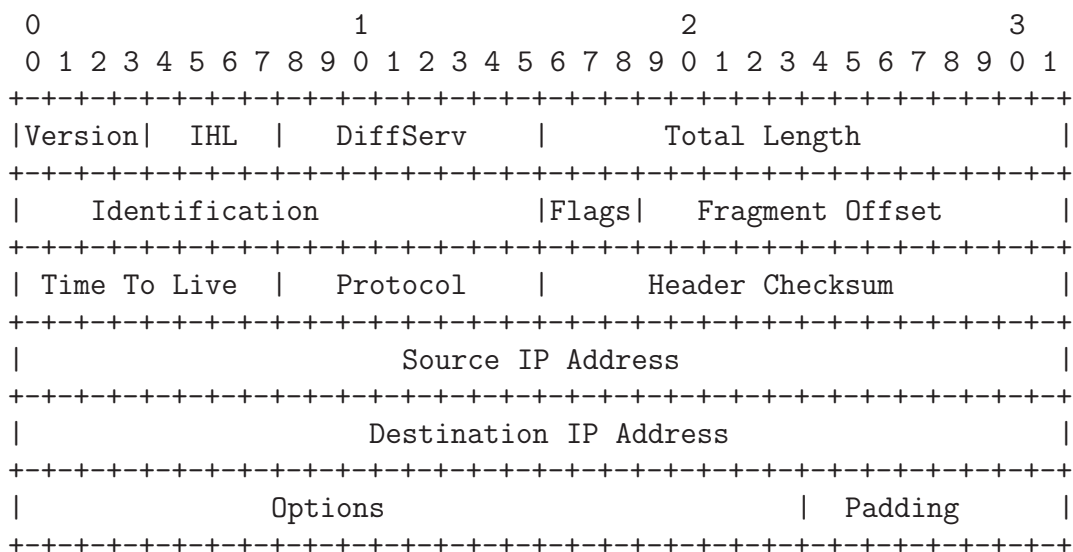 0                   1                   2                   3
 0 1 2 3 4 5 6 7 8 9 0 1 2 3 4 5 6 7 8 9 0 1 2 3 4 5 6 7 8 9 0 1
+-+-+-+-+-+-+-+-+-+-+-+-+-+-+-+-+-+-+-+-+-+-+-+-+-+-+-+-+-+-+-+-+
|Version|  IHL  |   DiffServ    |       Total Length            |
+-+-+-+-+-+-+-+-+-+-+-+-+-+-+-+-+-+-+-+-+-+-+-+-+-+-+-+-+-+-+-+-+
|    Identification             |Flags|   Fragment Offset       |
+-+-+-+-+-+-+-+-+-+-+-+-+-+-+-+-+-+-+-+-+-+-+-+-+-+-+-+-+-+-+-+-+
| Time To Live  |   Protocol    |      Header Checksum          |
+-+-+-+-+-+-+-+-+-+-+-+-+-+-+-+-+-+-+-+-+-+-+-+-+-+-+-+-+-+-+-+-+
|                       Source IP Address                       |
+-+-+-+-+-+-+-+-+-+-+-+-+-+-+-+-+-+-+-+-+-+-+-+-+-+-+-+-+-+-+-+-+
|                     Destination IP Address                    |
+-+-+-+-+-+-+-+-+-+-+-+-+-+-+-+-+-+-+-+-+-+-+-+-+-+-+-+-+-+-+-+-+
|               Options                         |  Padding      |
+-+-+-+-+-+-+-+-+-+-+-+-+-+-+-+-+-+-+-+-+-+-+-+-+-+-+-+-+-+-+-+-+